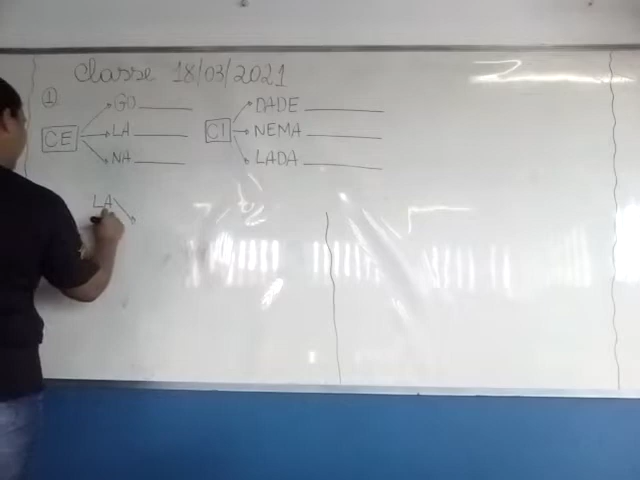 Classe 18/03/2021
①
CE GO
LA
NA
CI DADE
NEMA
LADA
LA